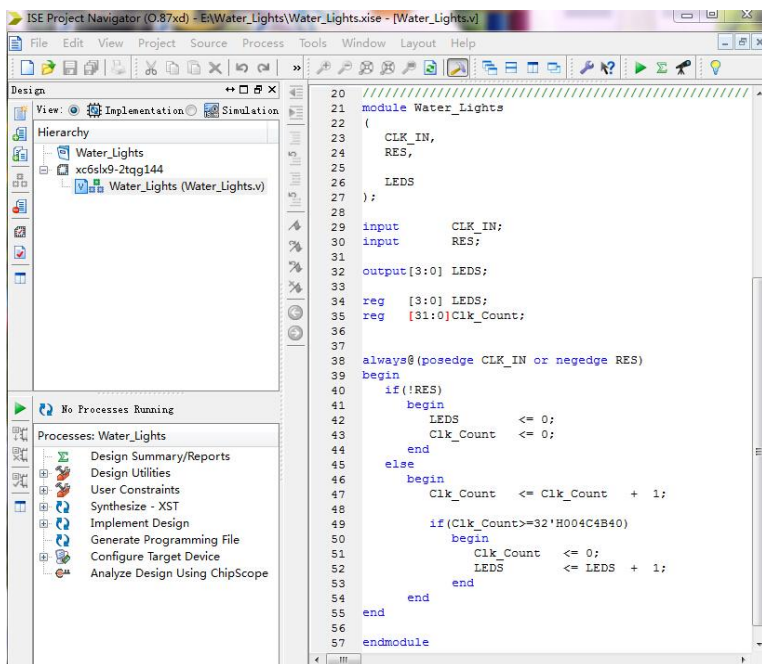 ISE Project Navigator (O.87xd) - E:\Water_Lights\Water_Lights.xise - [Water_Lights.v]
File Edit View Project Source Process Tools Window Layout Help
Design
View: Implementation Simulation
Hierarchy
Water_Lights
xc6slx9-2tqg144
Water_Lights (Water_Lights.v)
No Processes Running
Processes: Water_Lights
Design Summary/Reports
Design Utilities
User Constraints
Synthesize - XST
Implement Design
Generate Programming File
Configure Target Device
Analyze Design Using ChipScope
20 ////////////////////////////////////////////////////
21 module Water_Lights
22 (
23 CLK_IN,
24 RES,
25
26 LEDS
27 );
28
29 input CLK_IN;
30 input RES;
31
32 output[3:0] LEDS;
33
34 reg [3:0] LEDS;
35 reg [31:0]Clk_Count;
36
37
38 always@(posedge CLK_IN or negedge RES)
39 begin
40 if(!RES)
41 begin
42 LEDS <= 0;
43 Clk_Count <= 0;
44 end
45 else
46 begin
47 Clk_Count <= Clk_Count + 1;
48
49 if(Clk_Count>=32'H004C4B40)
50 begin
51 Clk_Count <= 0;
52 LEDS <= LEDS + 1;
53 end
54 end
55 end
56
57 endmodule